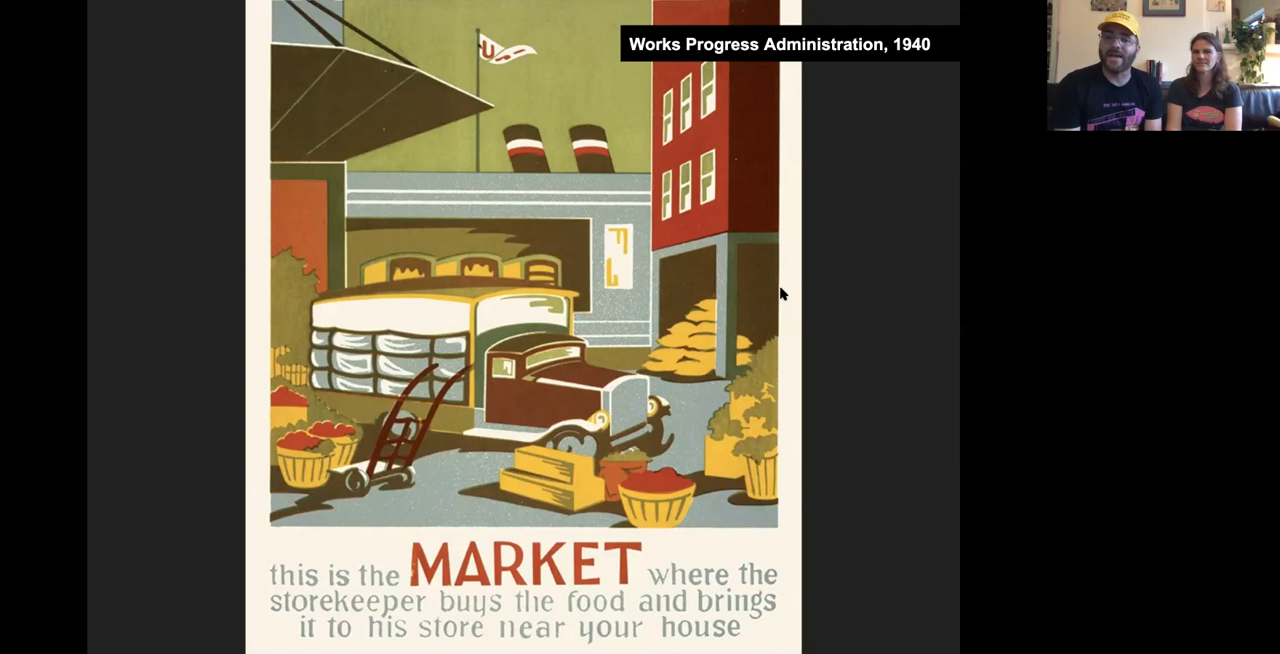 Works Progress Administration, 1940
U
this is the MARKET where the
storekeeper buys the food and brings
it to his store near your house